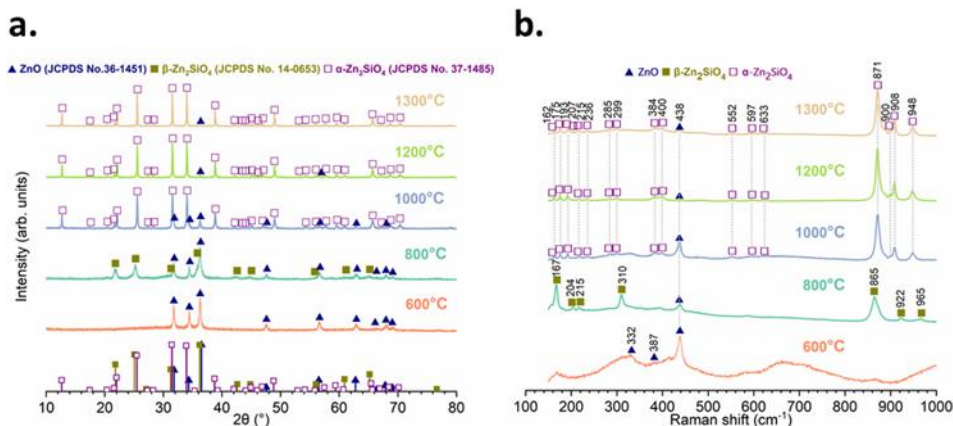 a.
▲ ZnO (JCPDS No.36-1451) ■ β-Zn₂SiO₄ (JCPDS No. 14-0653) □ α-Zn₂SiO₄ (JCPDS No. 37-1485)
1300°C
1200°C
1000°C
800°C
600°C
Intensity (arb. units)
10 20 30 40 50 60 70 80
2θ (°)
b.
▲ ZnO ■ β-Zn₂SiO₄ □ α-Zn₂SiO₄
162 175 193 207 215 236 285 299 384 400 438 552 597 633 871 900 908 948
1300°C
1200°C
1000°C
800°C
167 204 215 310 865 922 965
600°C
332 387
100 200 300 400 500 600 700 800 900 1000
Raman shift (cm⁻¹)